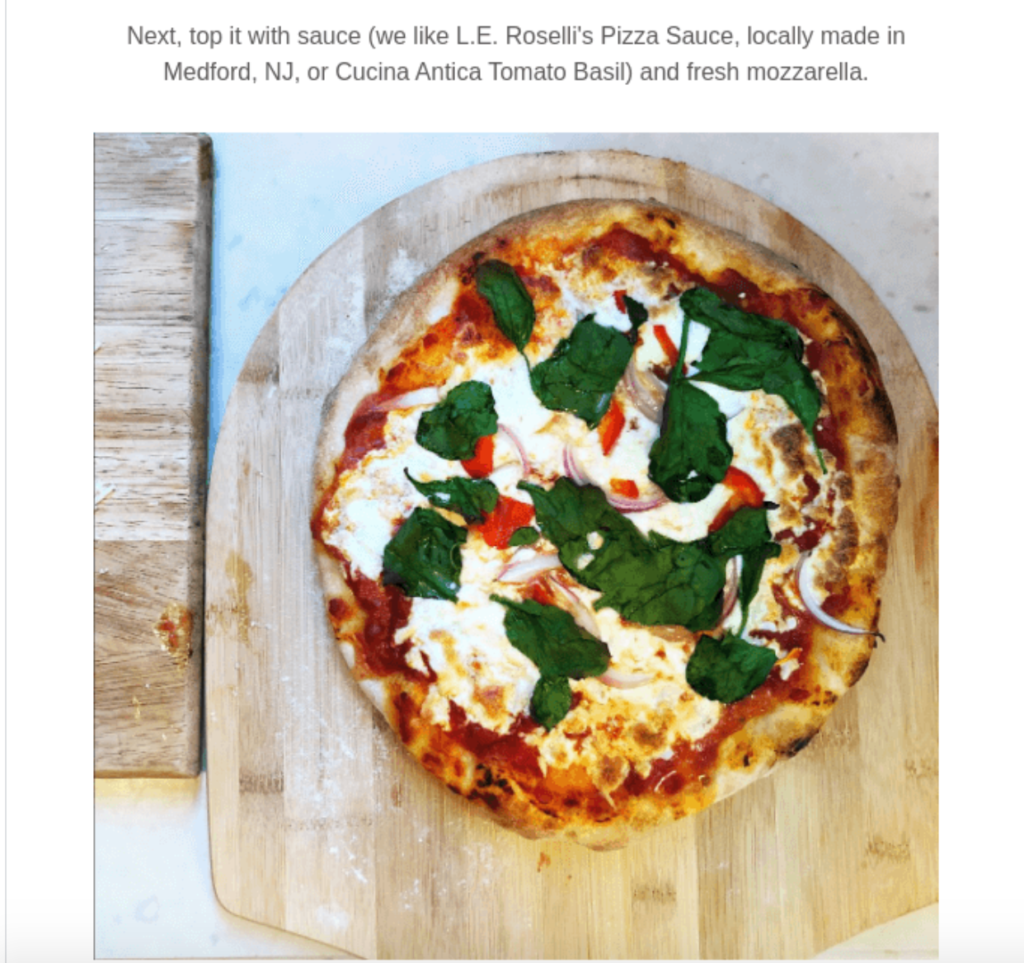 Next, top it with sauce (we like L.E. Roselli's Pizza Sauce, locally made in
Medford, NJ, or Cucina Antica Tomato Basil) and fresh mozzarella.